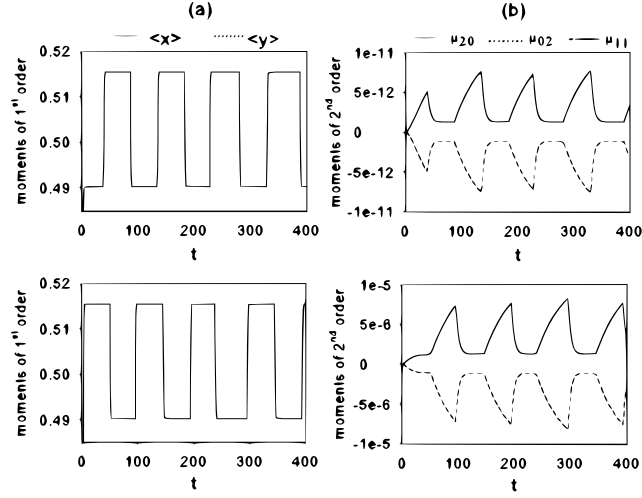 (a)
<x> <y>
0.52
0.51
0.50
0.49
moments of 1st order
0 100 200 300 400
t
(b)
μ20 μ02 μ11
1e-11
5e-12
0
-5e-12
-1e-11
moments of 2nd order
0 100 200 300 400
t
0.52
0.51
0.50
0.49
moments of 1st order
0 100 200 300 400
t
1e-5
5e-6
0
-5e-6
-1e-5
moments of 2nd order
0 100 200 300 400
t